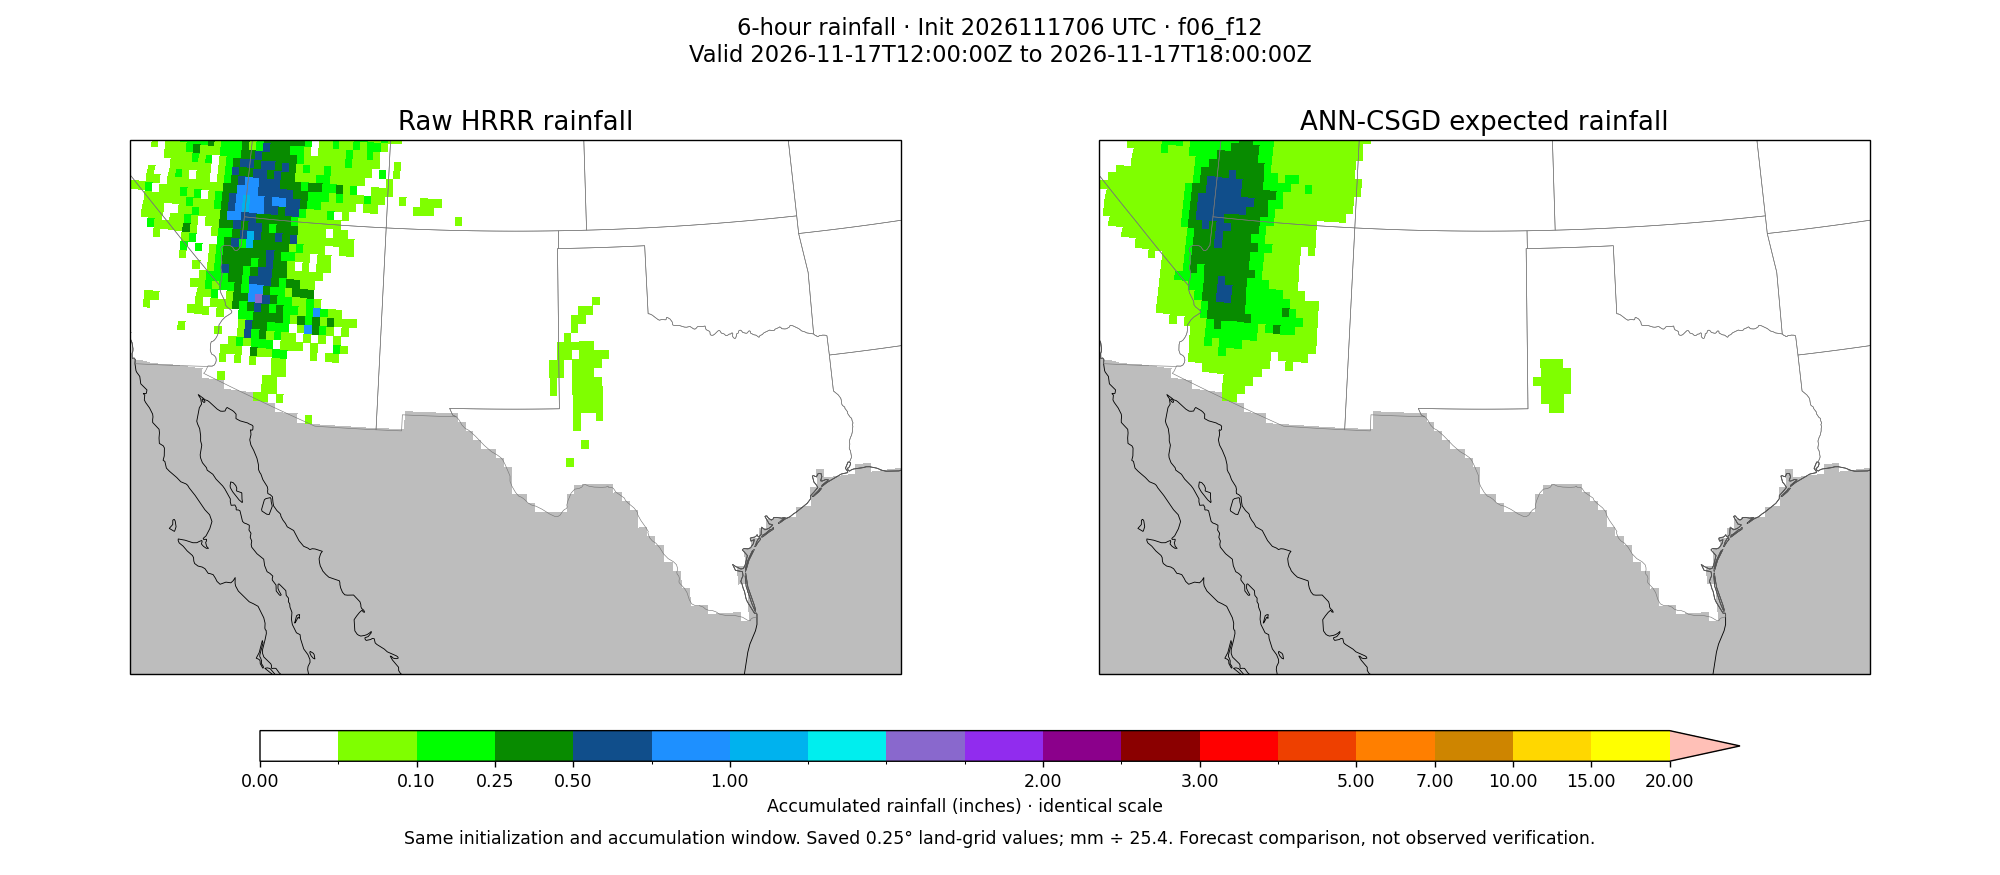 6-hour rainfall · Init 2026111706 UTC · f06_f12
Valid 2026-11-17T12:00:00Z to 2026-11-17T18:00:00Z
Raw HRRR rainfall
ANN-CSGD expected rainfall
0.00 0.10 0.25 0.50 1.00 2.00 3.00 5.00 7.00 10.00 15.00 20.00
Accumulated rainfall (inches) · identical scale
Same initialization and accumulation window. Saved 0.25° land-grid values; mm ÷ 25.4. Forecast comparison, not observed verification.